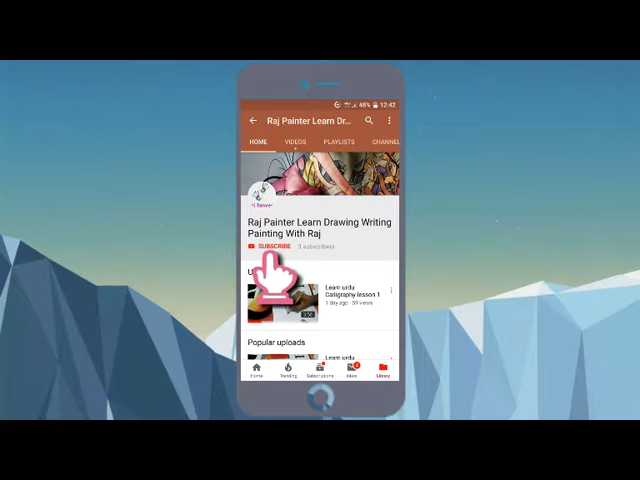 48% 12:42
Raj Painter Learn Dr...
HOME VIDEOS PLAYLISTS CHANNEL
Raj Painter Learn Drawing Writing
Painting With Raj
SUBSCRIBE 3 subscribers
Learn urdu
Calligraphy lesson 1
1 day ago · 59 views
Popular uploads
Learn urdu
Home Trending Subscriptions Inbox Library